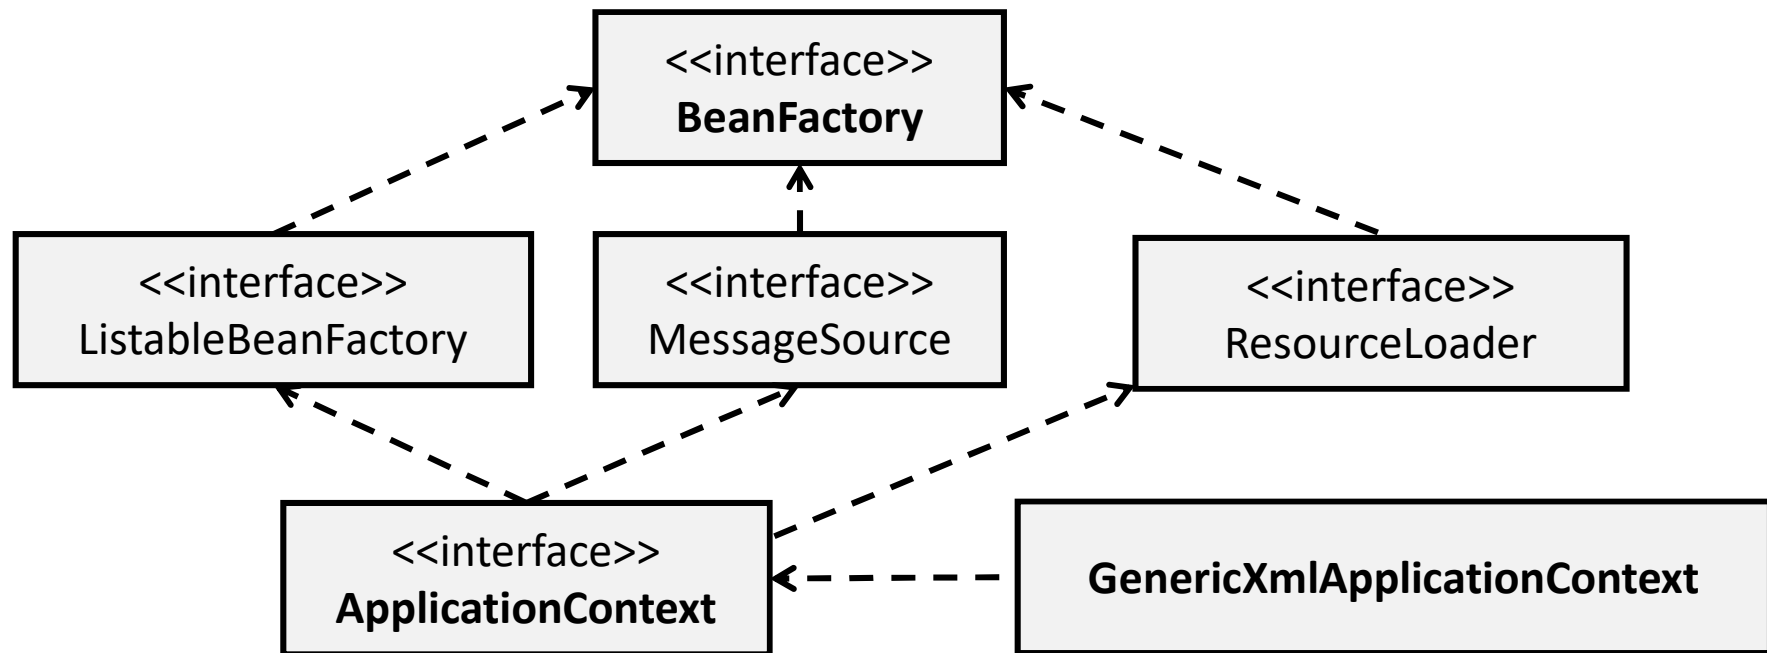 <<interface>>
BeanFactory
<<interface>>
ListableBeanFactory
<<interface>>
MessageSource
<<interface>>
ResourceLoader
<<interface>>
ApplicationContext
GenericXmlApplicationContext